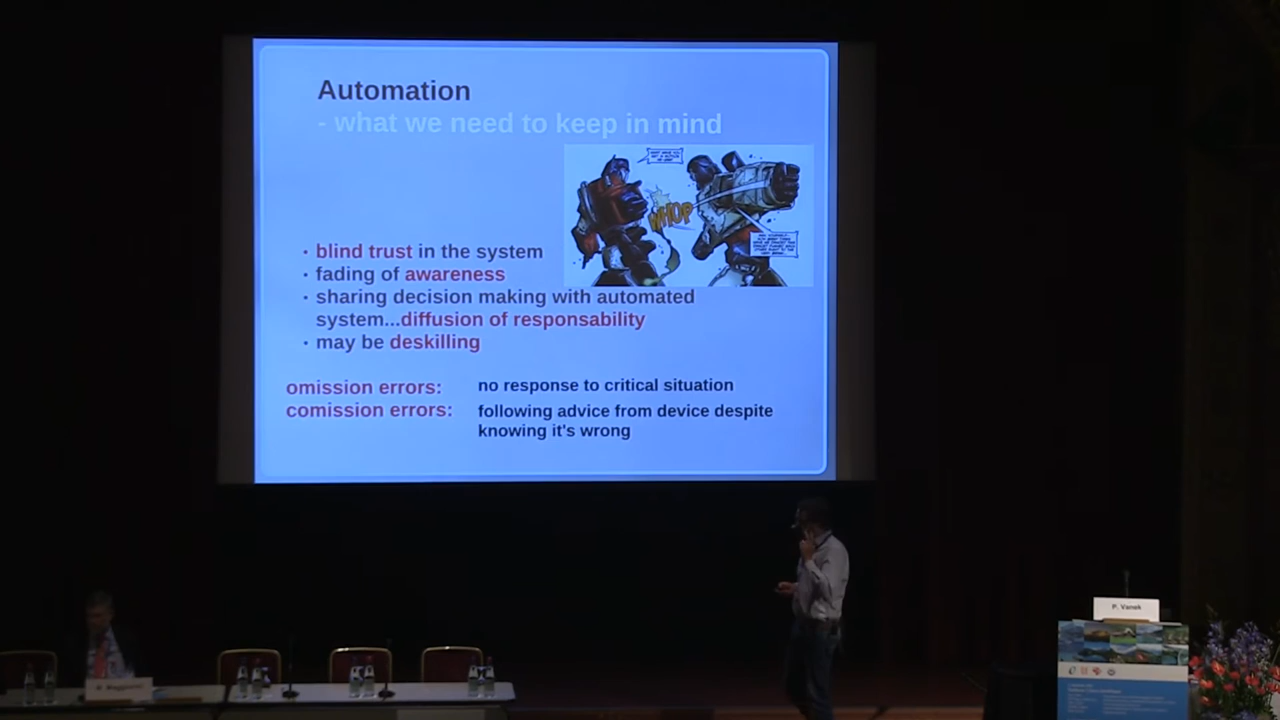 Automation
- what we need to keep in mind
WHOP
• blind trust in the system
• fading of awareness
• sharing decision making with automated
system...diffusion of responsability
• may be deskilling
omission errors: no response to critical situation
comission errors: following advice from device despite
knowing it's wrong
P. Vanek